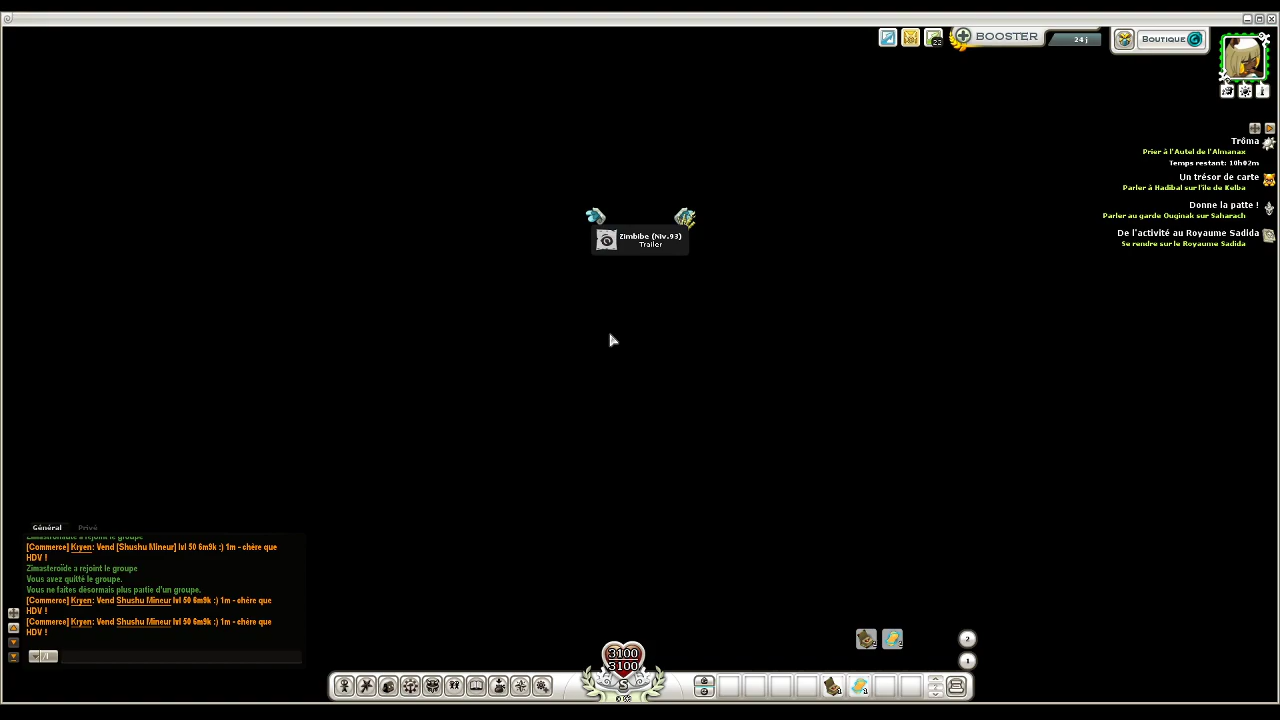 BOOSTER
24 j
BOUTIQUE
22
Trôma
Prier à l'Autel de l'Almanax
Temps restant: 10h02m
Un trésor de carte
Parler à Hadibal sur l'île de Kelba
Donne la patte !
Parler au garde Ouginak sur Saharach
De l'activité au Royaume Sadida
Se rendre sur le Royaume Sadida
Zimbibe (Niv.93)
Trailer
Général
Privé
[Commerce] Kryen: Vend [Shushu Mineur] lvl 50 6m9k :) 1m - chère que
HDV !
Zimasteroïde a rejoint le groupe
Vous avez quitté le groupe.
Vous ne faites désormais plus partie d'un groupe.
[Commerce] Kryen: Vend Shushu Mineur lvl 50 6m9k :) 1m - chère que
HDV !
[Commerce] Kryen: Vend Shushu Mineur lvl 50 6m9k :) 1m - chère que
HDV !
2
1
3100
3100